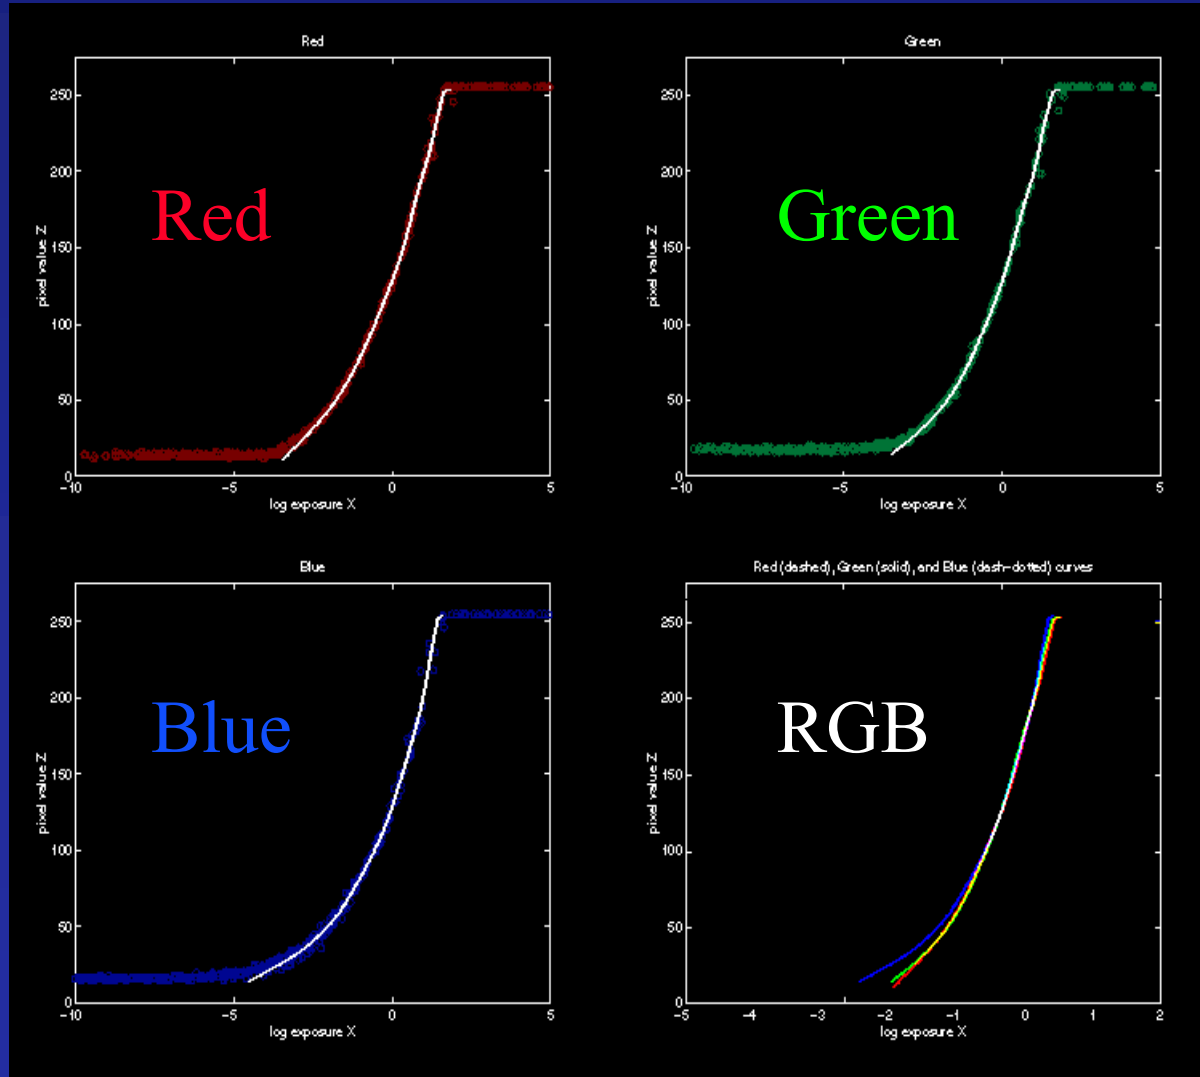 Red
250
200
150
100
50
0
-10
-5
0
5
pixel value Z
log exposure X
Red
Green
250
200
150
100
50
0
-10
-5
0
5
pixel value Z
log exposure X
Green
Blue
250
200
150
100
50
0
-10
-5
0
5
pixel value Z
log exposure X
Blue
Red (dashed), Green (solid), and Blue (dash-dotted) curves
250
200
150
100
50
0
-5
-4
-3
-2
-1
0
1
2
pixel value Z
log exposure X
RGB